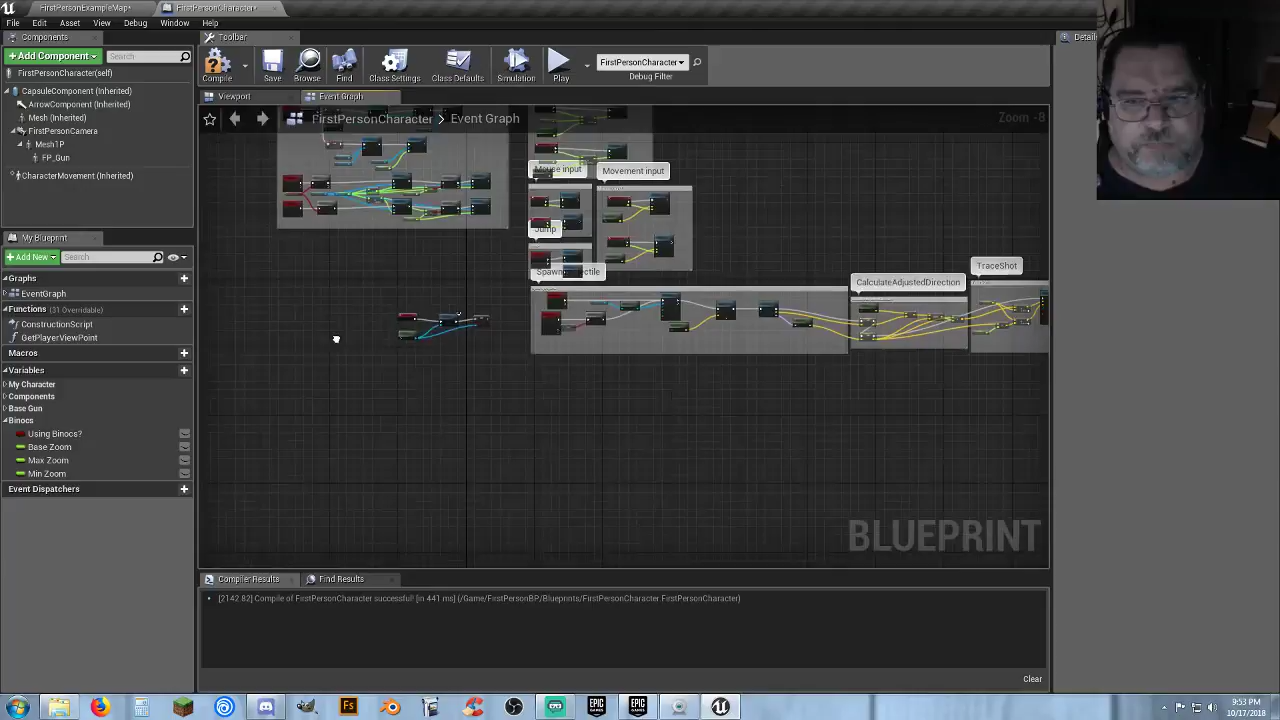 FirstPersonExampleMap*
FirstPersonCharacter*
File Edit Asset View Debug Window Help
Components
Toolbar
+ Add Component
Search
FirstPersonCharacter(self)
CapsuleComponent (Inherited)
ArrowComponent (Inherited)
Mesh (Inherited)
FirstPersonCamera
Mesh1P
FP_Gun
CharacterMovement (Inherited)
Compile
Save
Browse
Find
Class Settings
Class Defaults
Simulation
Play
FirstPersonCharacter
Debug Filter
Details
Viewport
Event Graph
FirstPersonCharacter > Event Graph
Zoom -8
Mouse input
Movement input
Jump
CalculateAdjustedDirection
TraceShot
BLUEPRINT
My Blueprint
+ Add New
Search
Graphs
EventGraph
Functions (31 Overridable)
ConstructionScript
GetPlayerViewPoint
Macros
Variables
My Character
Components
Base Gun
Binocs
Using Binocs?
Base Zoom
Max Zoom
Min Zoom
Event Dispatchers
Compiler Results
Find Results
[2142.82] Compile of FirstPersonCharacter successful! [in 441 ms] (/Game/FirstPersonBP/Blueprints/FirstPersonCharacter.FirstPersonCharacter)
Clear
9:53 PM
10/17/2018